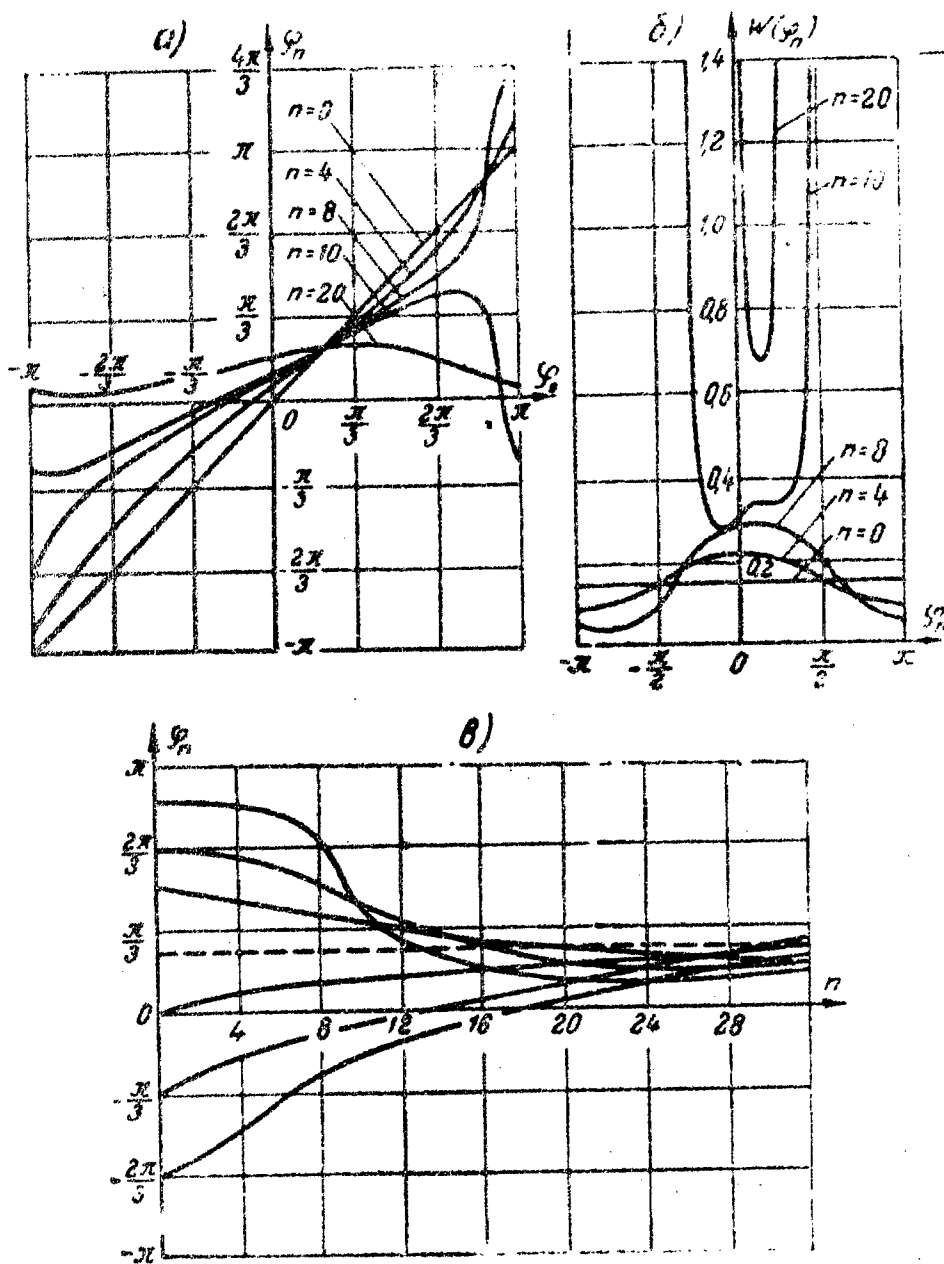 а)
φₙ
4π/3
n=0
π
n=4
2π/3
n=8
n=10
π/3
n=20
-π
-2π/3
-π/3
φ₀
0
π/3
2π/3
π
-π/3
-2π/3
-π
б)
W(φₙ)
1,4
n=20
1,2
n=10
1,0
0,8
0,6
n=8
0,4
n=4
n=0
0,2
φₙ
-π
-π/2
0
π/2
π
в)
φₙ
π
2π/3
π/3
n
0
4
8
12
16
20
24
28
-π/3
-2π/3
-π